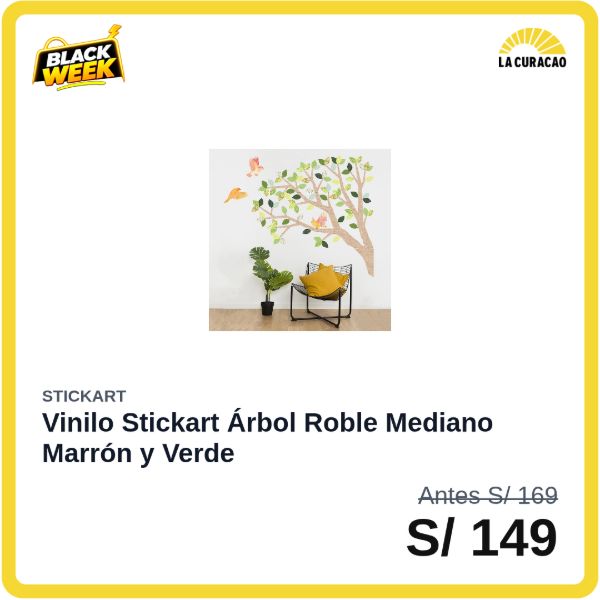 BLACK
WEEK
LA CURACAO
STICKART
Vinilo Stickart Árbol Roble Mediano
Marrón y Verde
Antes S/ 169
S/ 149